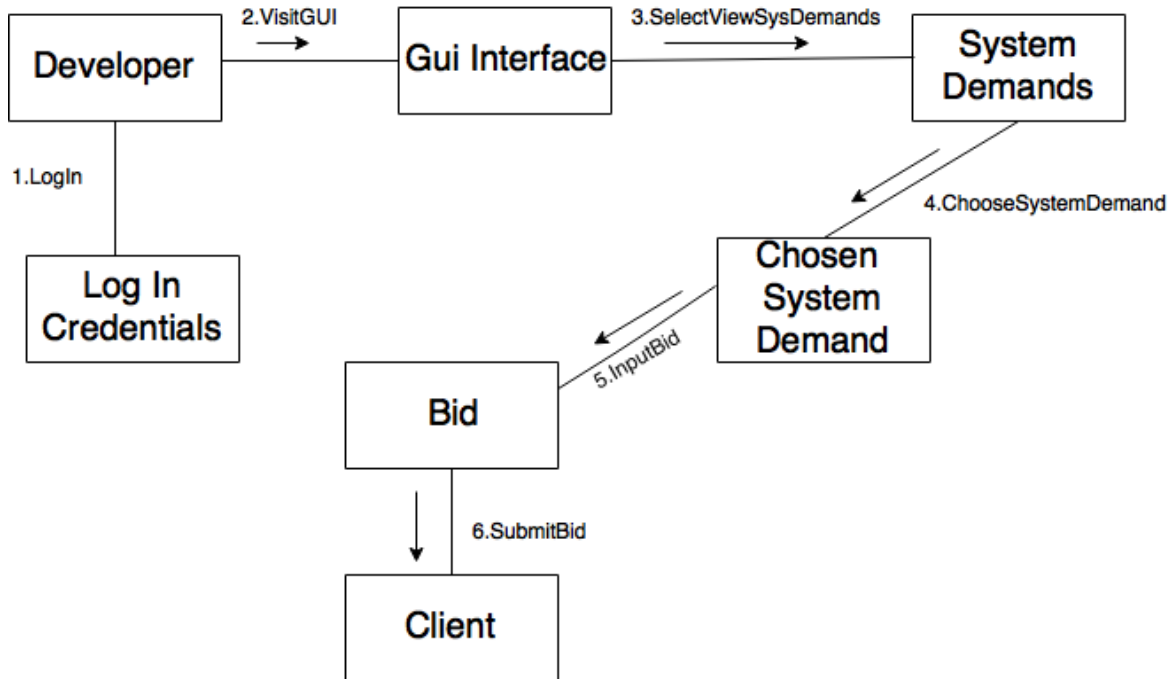 2.VisitGUI
3.SelectViewSysDemands
Developer
Gui Interface
System
Demands
1.LogIn
4.ChooseSystemDemand
Log In
Credentials
Chosen
System
Demand
5.InputBid
Bid
6.SubmitBid
Client